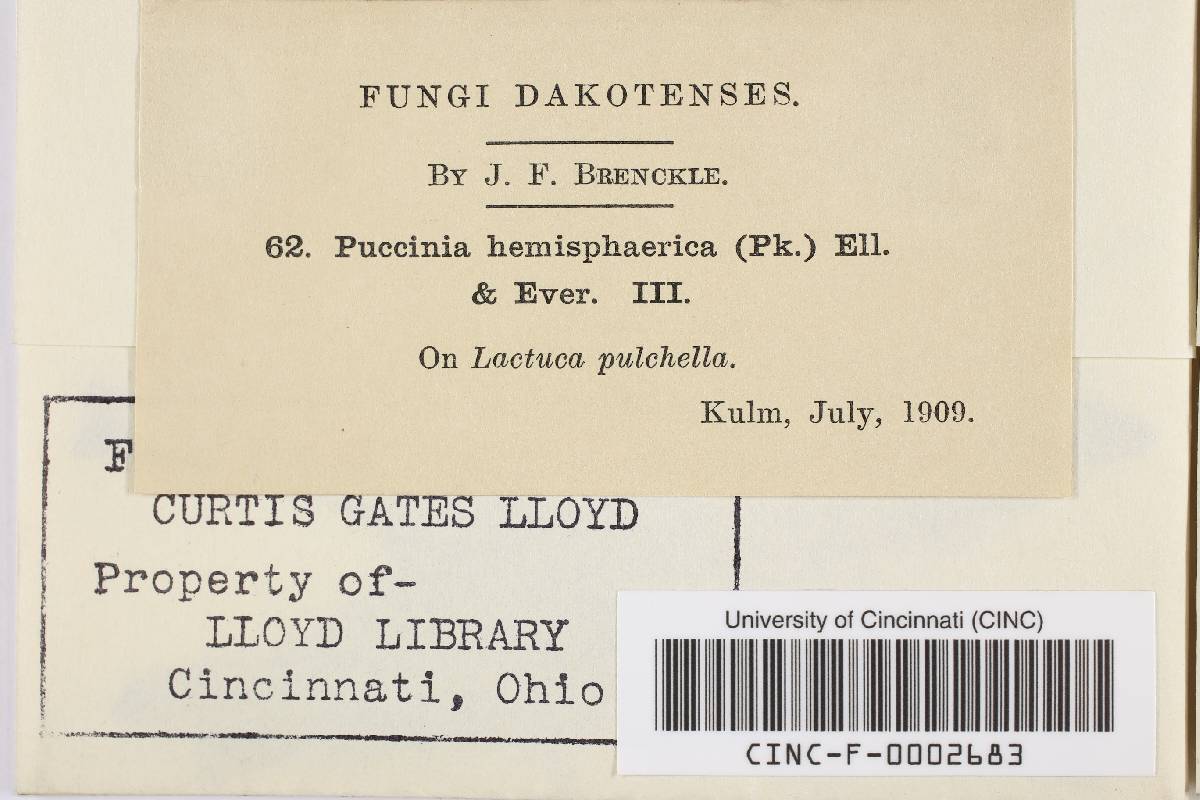 FUNGI DAKOTENSES.
By J. F. Brenckle.
62. Puccinia hemisphaerica (Pk.) Ell.
& Ever. III.
On Lactuca pulchella.
Kulm, July, 1909.
CURTIS GATES LLOYD
Property of-
LLOYD LIBRARY
Cincinnati, Ohio
University of Cincinnati (CINC)
CINC-F-0002683